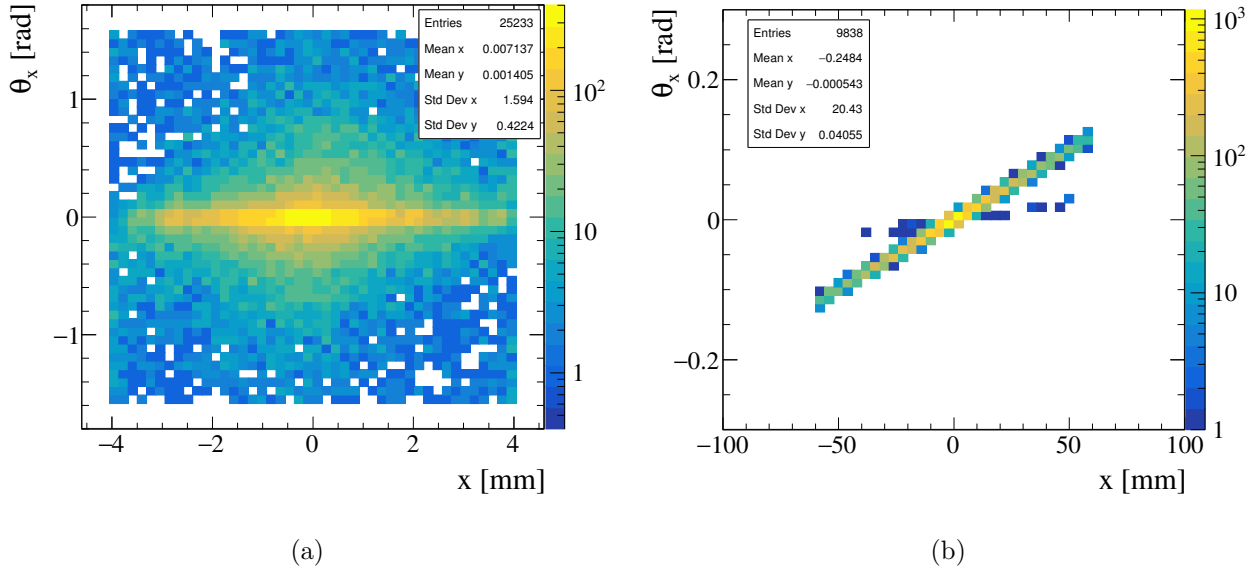 Entries 25233
Mean x 0.007137
Mean y 0.001405
Std Dev x 1.594
Std Dev y 0.4224
θx [rad]
1
0
−1
−4 −2 0 2 4
x [mm]
10²
10
1
(a)
Entries 9838
Mean x −0.2484
Mean y −0.000543
Std Dev x 20.43
Std Dev y 0.04055
θx [rad]
0.2
0
−0.2
−100 −50 0 50 100
x [mm]
10³
10²
10
1
(b)